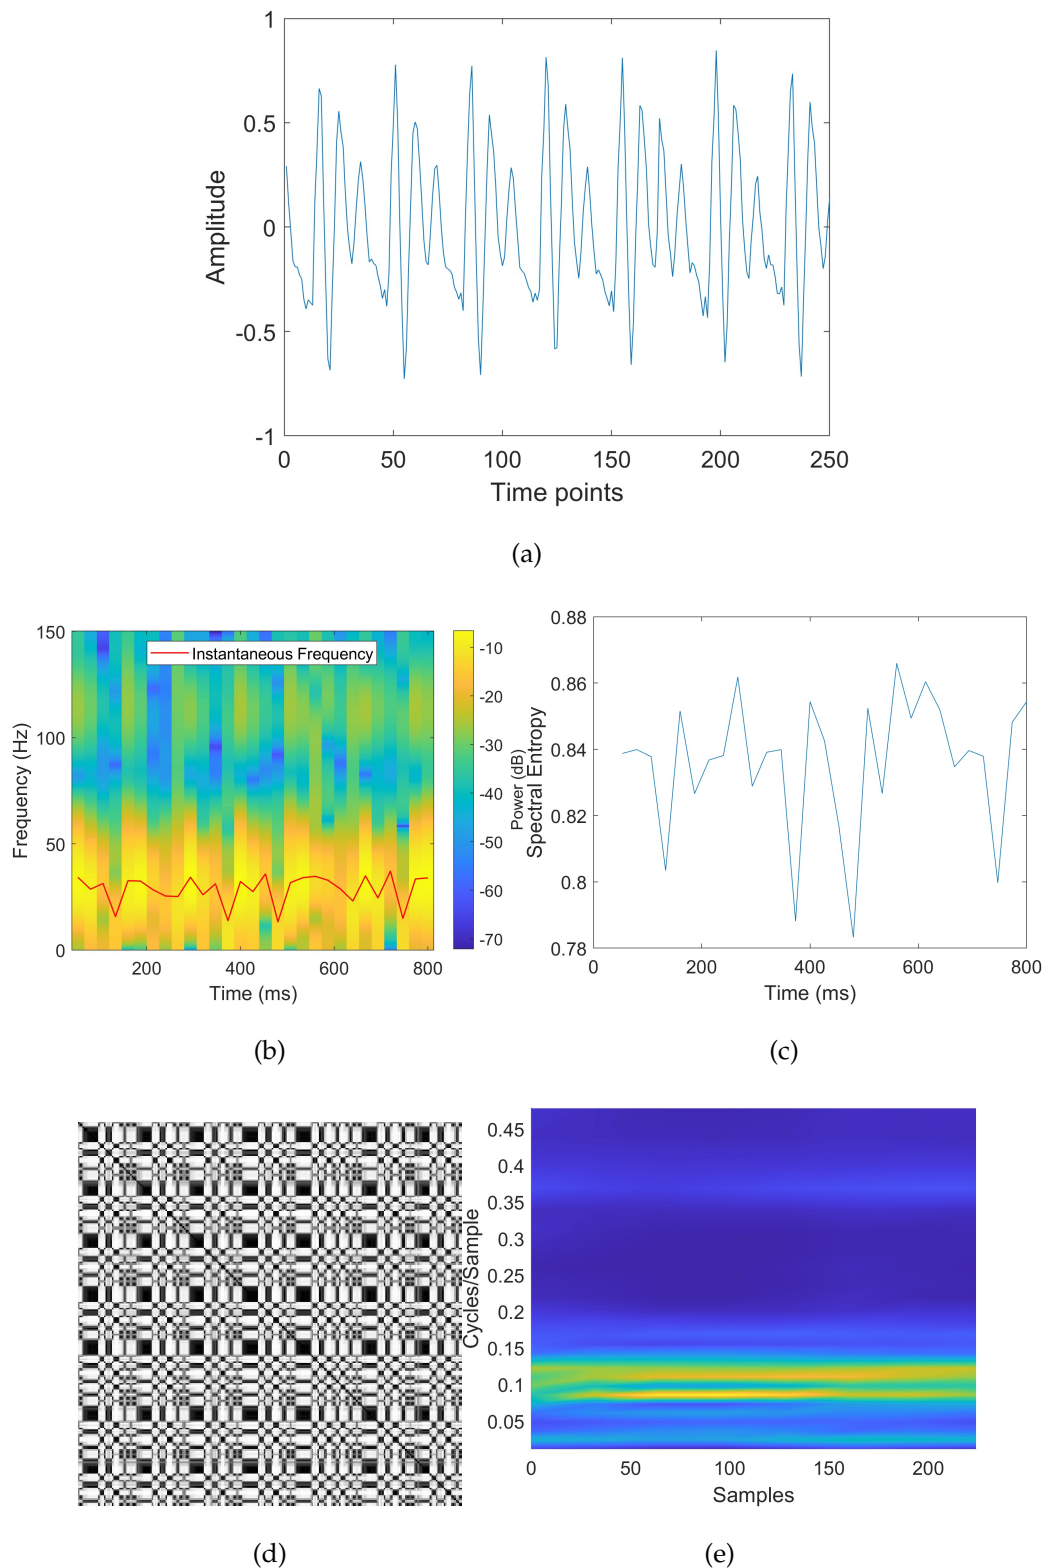 1
0.5
0
-0.5
-1
Amplitude
0 50 100 150 200 250
Time points
(a)
150
100
50
0
Frequency (Hz)
Instantaneous Frequency
200 400 600 800
Time (ms)
-10
-20
-30
-40
-50
-60
-70
Power (dB)
(b)
0.88
0.86
0.84
0.82
0.8
0.78
Spectral Entropy
0 200 400 600 800
Time (ms)
(c)
(d)
0.45
0.4
0.35
0.3
0.25
0.2
0.15
0.1
0.05
Cycles/Sample
0 50 100 150 200
Samples
(e)